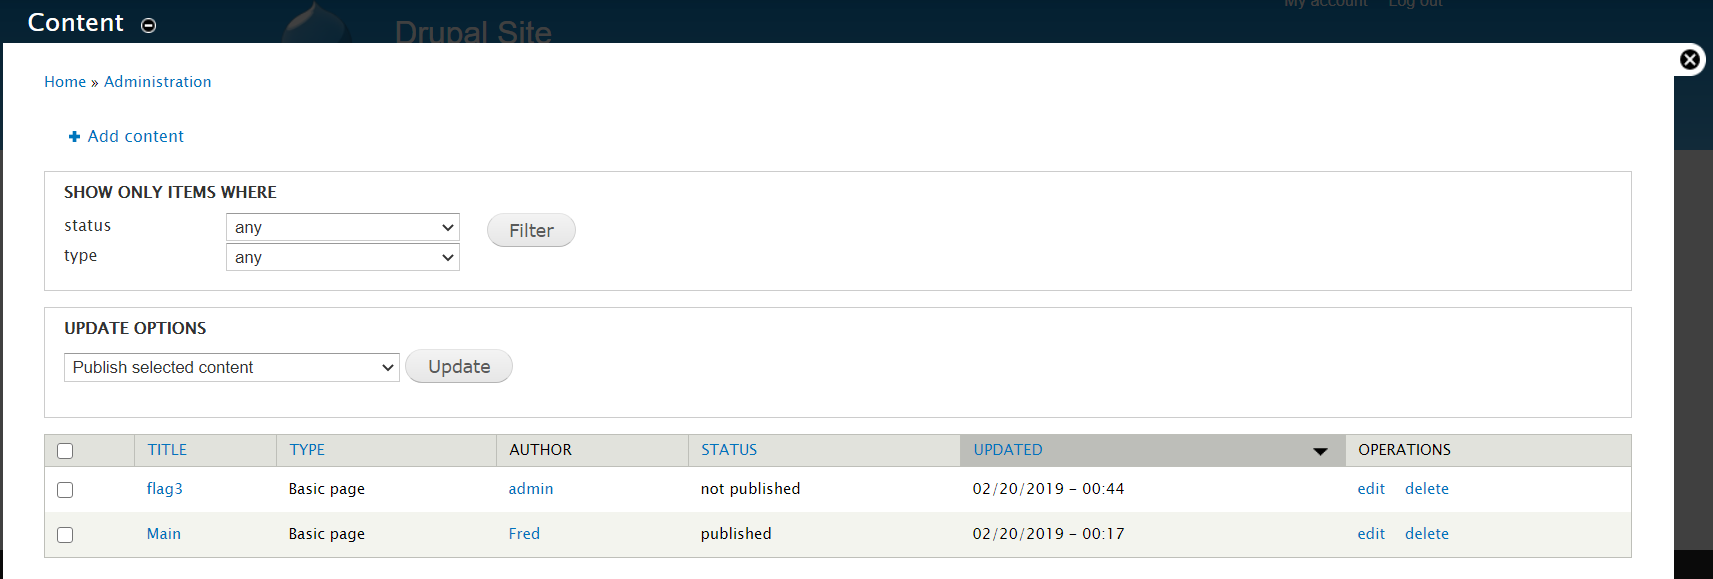 My account Log out
Content
Drupal Site
Home » Administration
Add content
SHOW ONLY ITEMS WHERE
status any Filter
type any
UPDATE OPTIONS
Publish selected content Update
TITLE TYPE AUTHOR STATUS UPDATED OPERATIONS
flag3 Basic page admin not published 02/20/2019 - 00:44 edit delete
Main Basic page Fred published 02/20/2019 - 00:17 edit delete